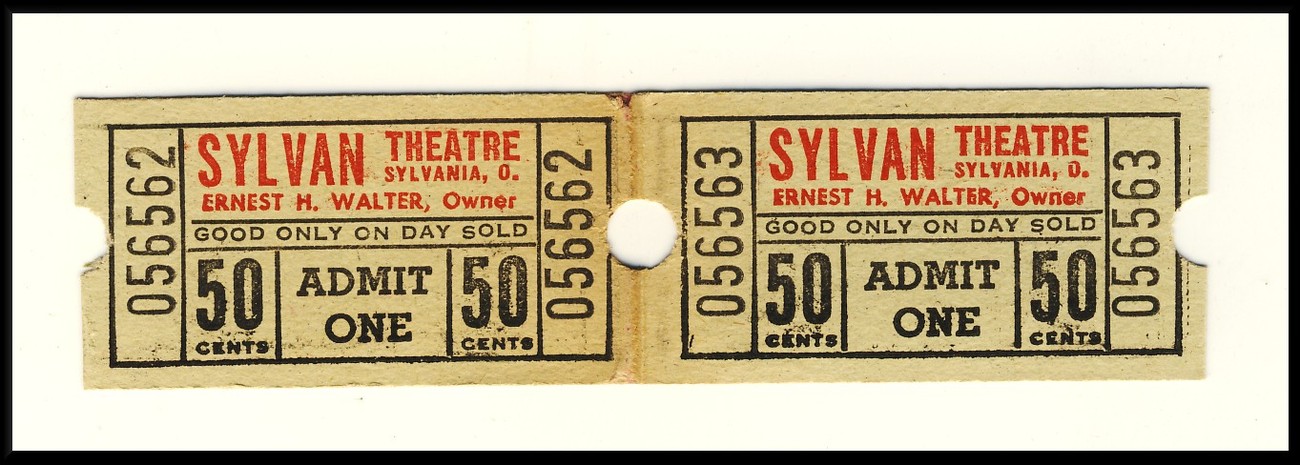 056562
SYLVAN THEATRE
SYLVANIA, O.
ERNEST H. WALTER, Owner
GOOD ONLY ON DAY SOLD
50 CENTS
ADMIT
ONE
50 CENTS
056562
056563
SYLVAN THEATRE
SYLVANIA, O.
ERNEST H. WALTER, Owner
GOOD ONLY ON DAY SOLD
50 CENTS
ADMIT
ONE
50 CENTS
056563